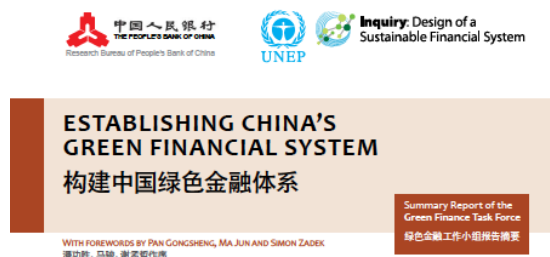 中国人民银行
THE PEOPLE'S BANK OF CHINA
Research Bureau of People's Bank of China
UNEP
Inquiry: Design of a
Sustainable Financial System
ESTABLISHING CHINA'S
GREEN FINANCIAL SYSTEM
构建中国绿色金融体系
Summary Report of the
Green Finance Task Force
绿色金融工作小组报告摘要
WITH FOREWORDS BY PAN GONGSHENG, MA JUN AND SIMON ZADEK